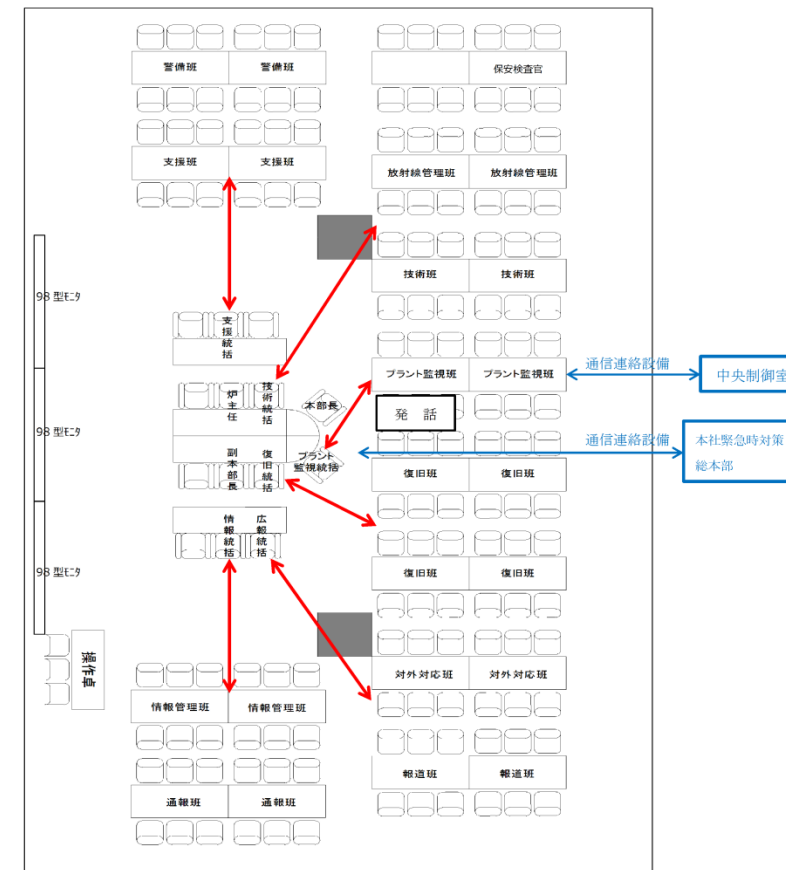 警備班 警備班
保安検査官
支援班 支援班
放射線管理班 放射線管理班
技術班 技術班
98 型モニタ
支援統括
通信連絡設備
プラント監視班 プラント監視班
中央制御室
炉主任
技術統括
本部長
発 話
98 型モニタ
通信連絡設備
本社緊急時対策
総本部
副本部長
復旧統括
プラント
監視統括
復旧班 復旧班
情報統括
広報統括
98 型モニタ
復旧班 復旧班
操作卓
対外対応班 対外対応班
情報管理班 情報管理班
報道班 報道班
通報班 通報班